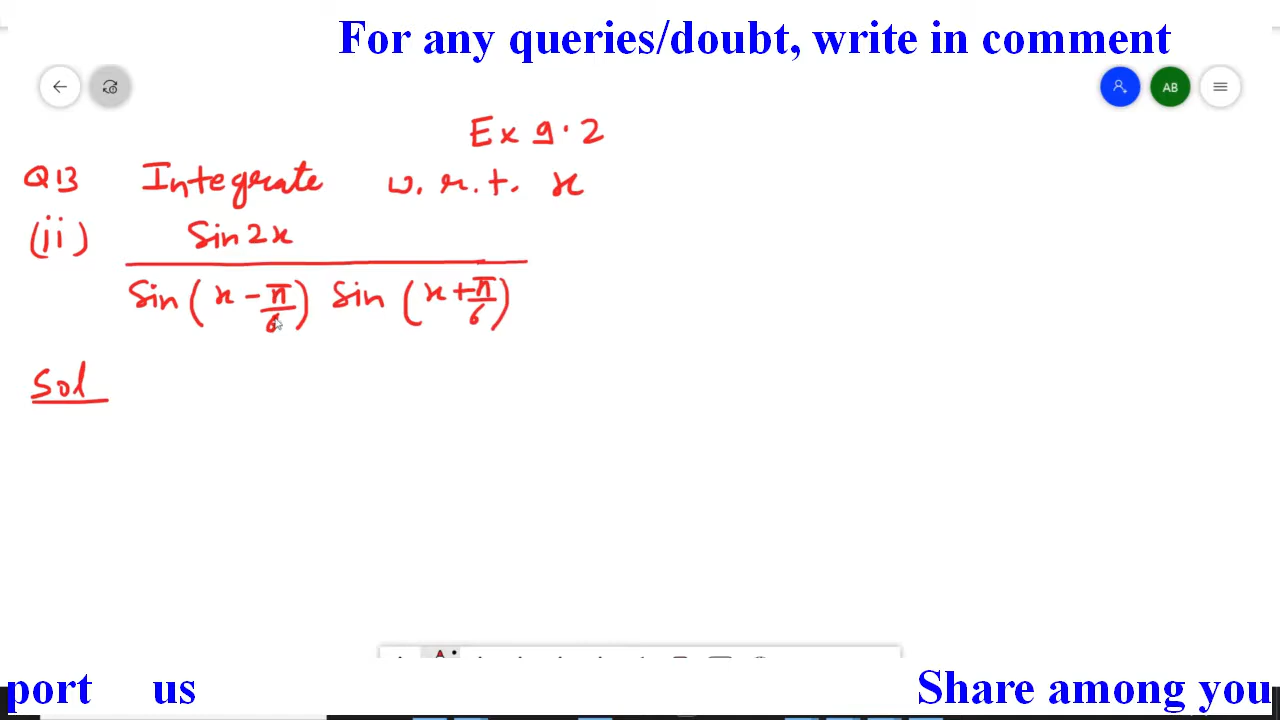 For any queries/doubt, write in comment
AB
Ex 9.2
Q13 Integrate w.r.t. x
(ii) Sin 2x
Sin (x - π/6) Sin (x + π/6)
Sol
port us Share among you